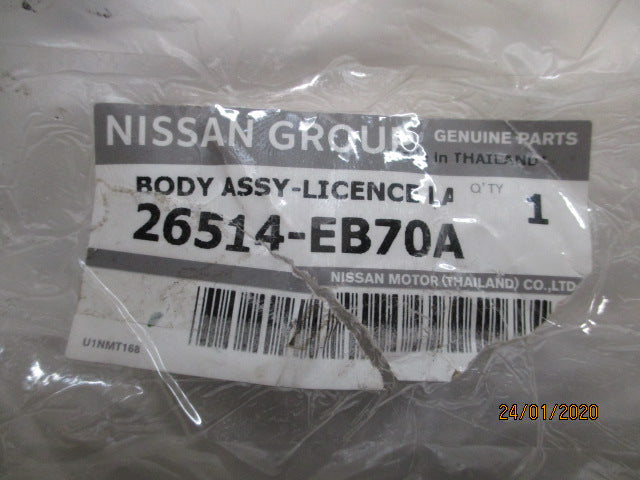 NISSAN GROUP GENUINE PARTS
in THAILAND
BODY ASSY-LICENCE LA Q'TY
26514-EB70A 1
NISSAN MOTOR (THAILAND) CO.,LTD
U1NMT168
24/01/2020